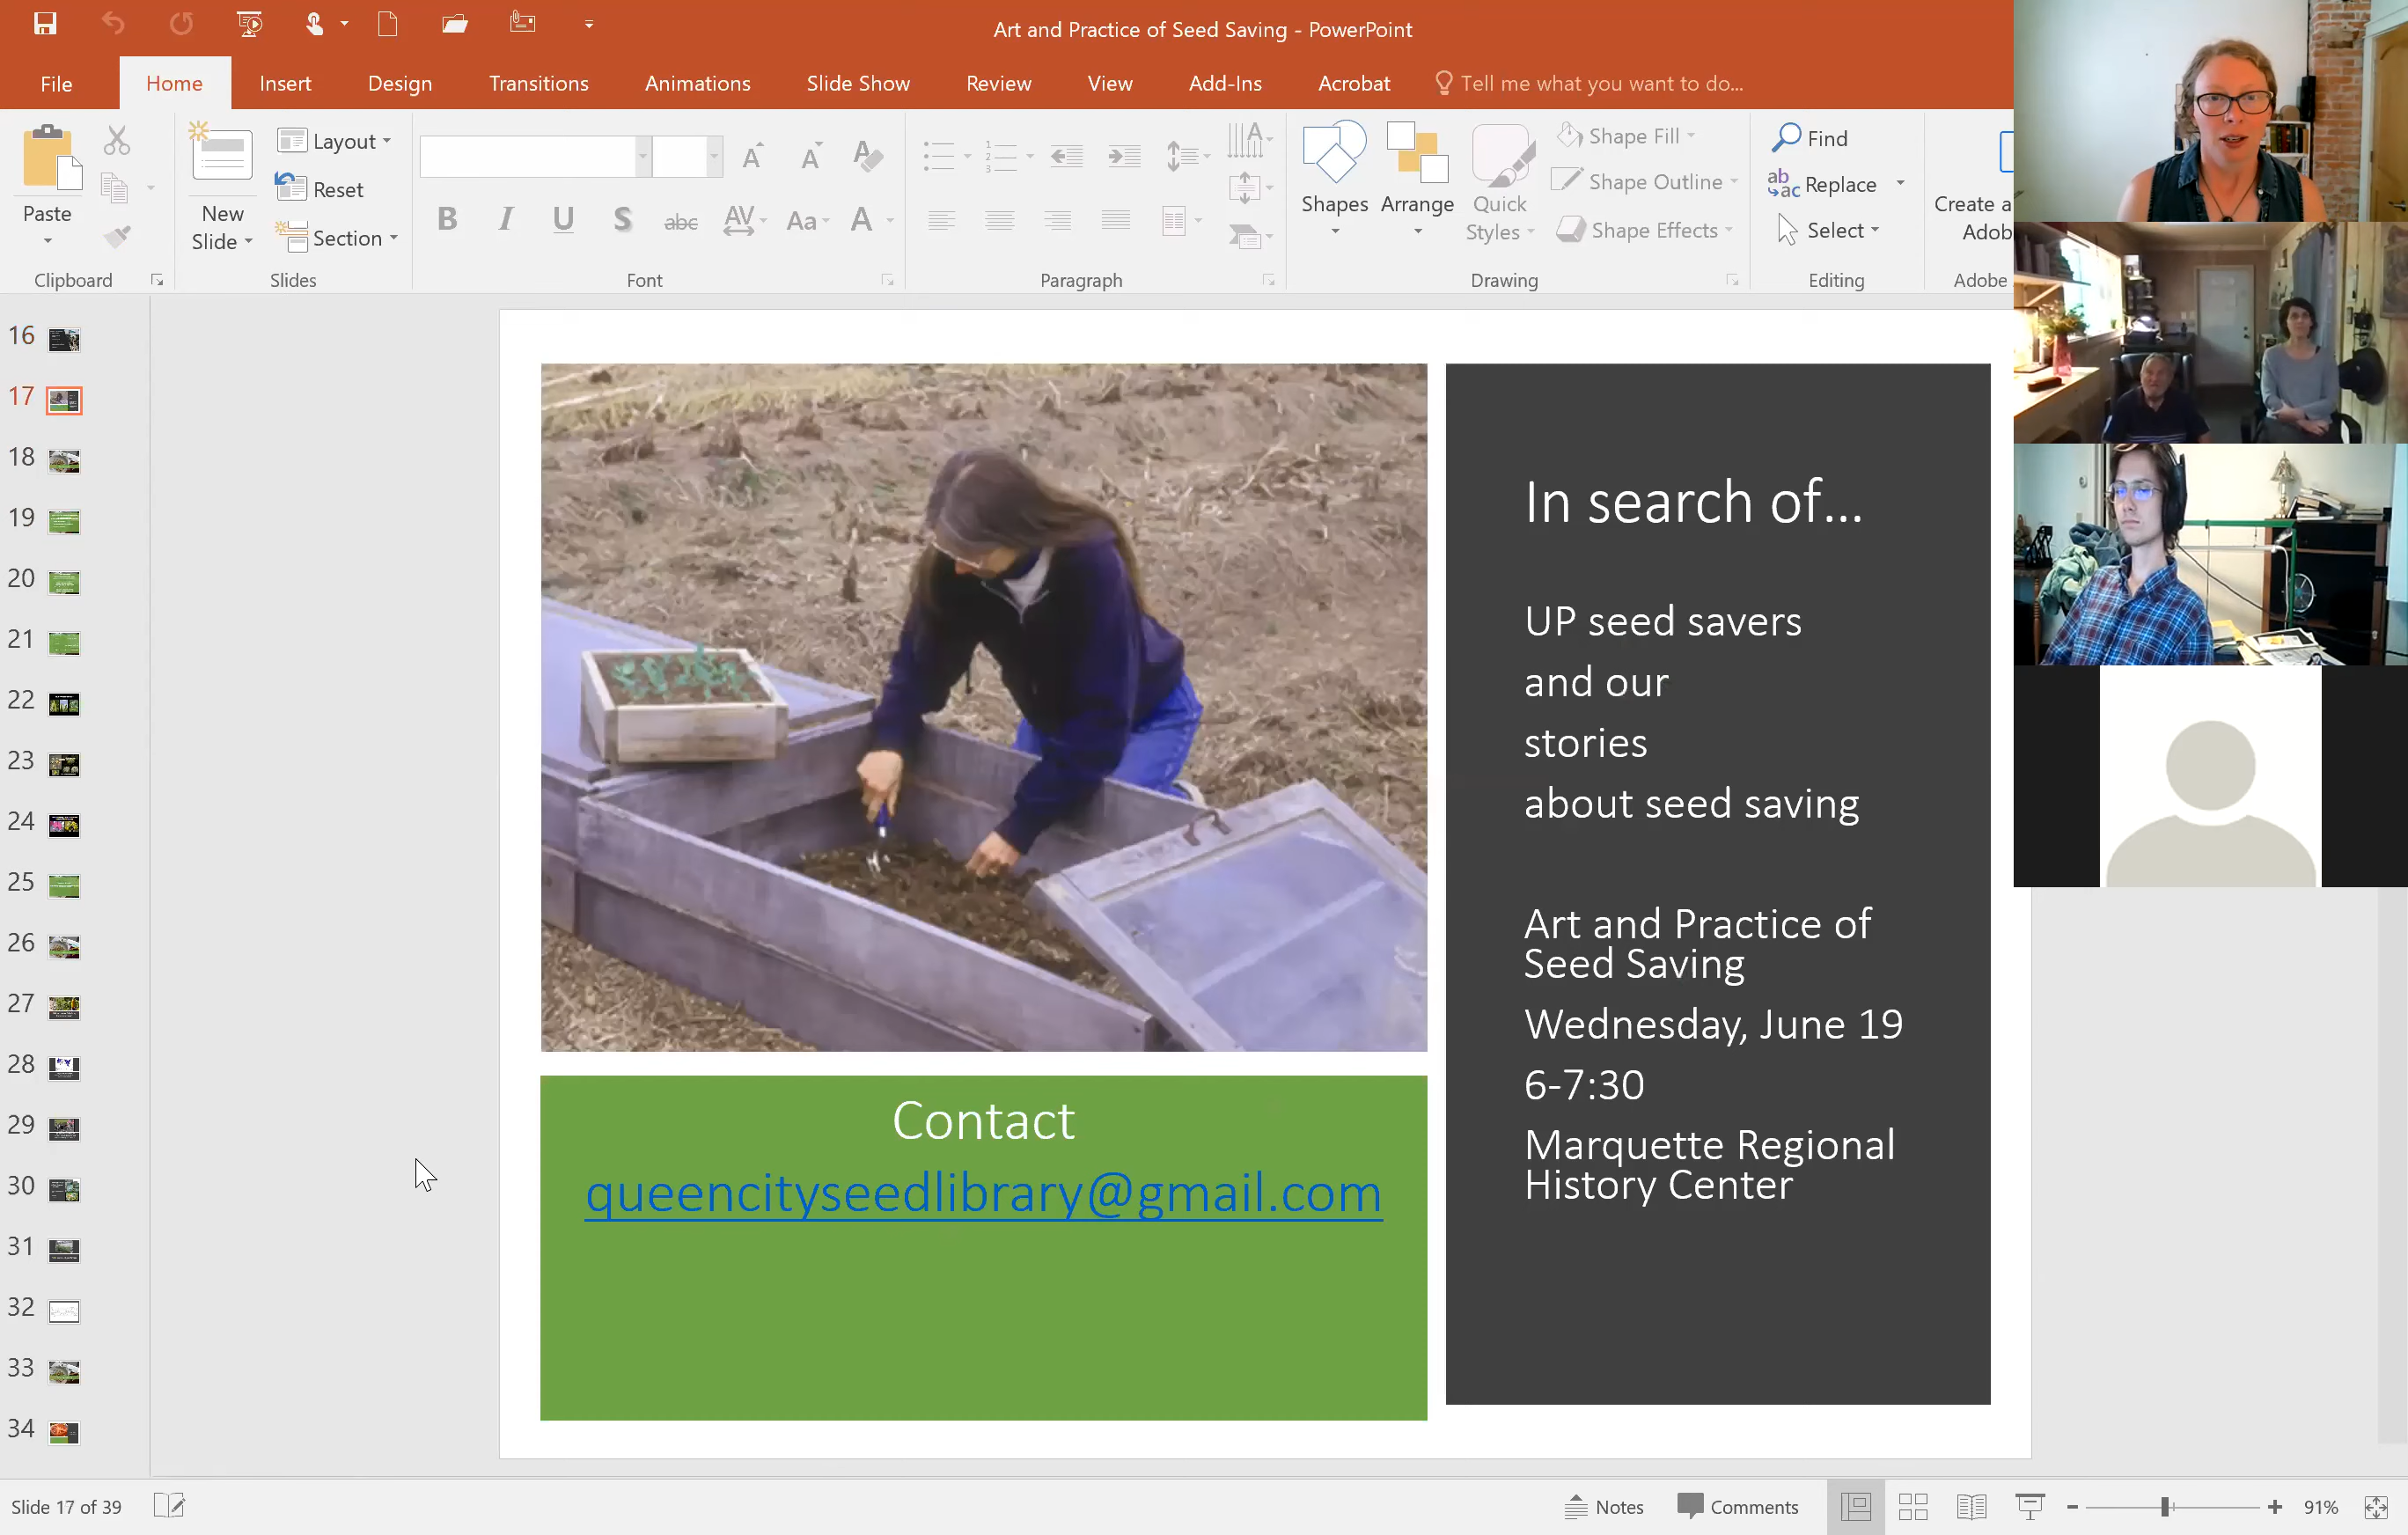 Art and Practice of Seed Saving - PowerPoint
File Home Insert Design Transitions Animations Slide Show Review View Add-Ins Acrobat Tell me what you want to do...
Paste
Clipboard
New
Slide
Layout
Reset
Section
Slides
B I U S abc AV Aa A
Font
Paragraph
Shapes
Arrange
Quick
Styles
Shape Fill
Shape Outline
Shape Effects
Drawing
Find
Replace
Select
Editing
Create a
Adob
Adobe
16
17
18
19
20
21
22
23
24
25
26
27
28
29
30
31
32
33
34
In search of...
UP seed savers
and our
stories
about seed saving
Art and Practice of
Seed Saving
Wednesday, June 19
6-7:30
Marquette Regional
History Center
Contact
queencityseedlibrary@gmail.com
Slide 17 of 39
Notes
Comments
91%